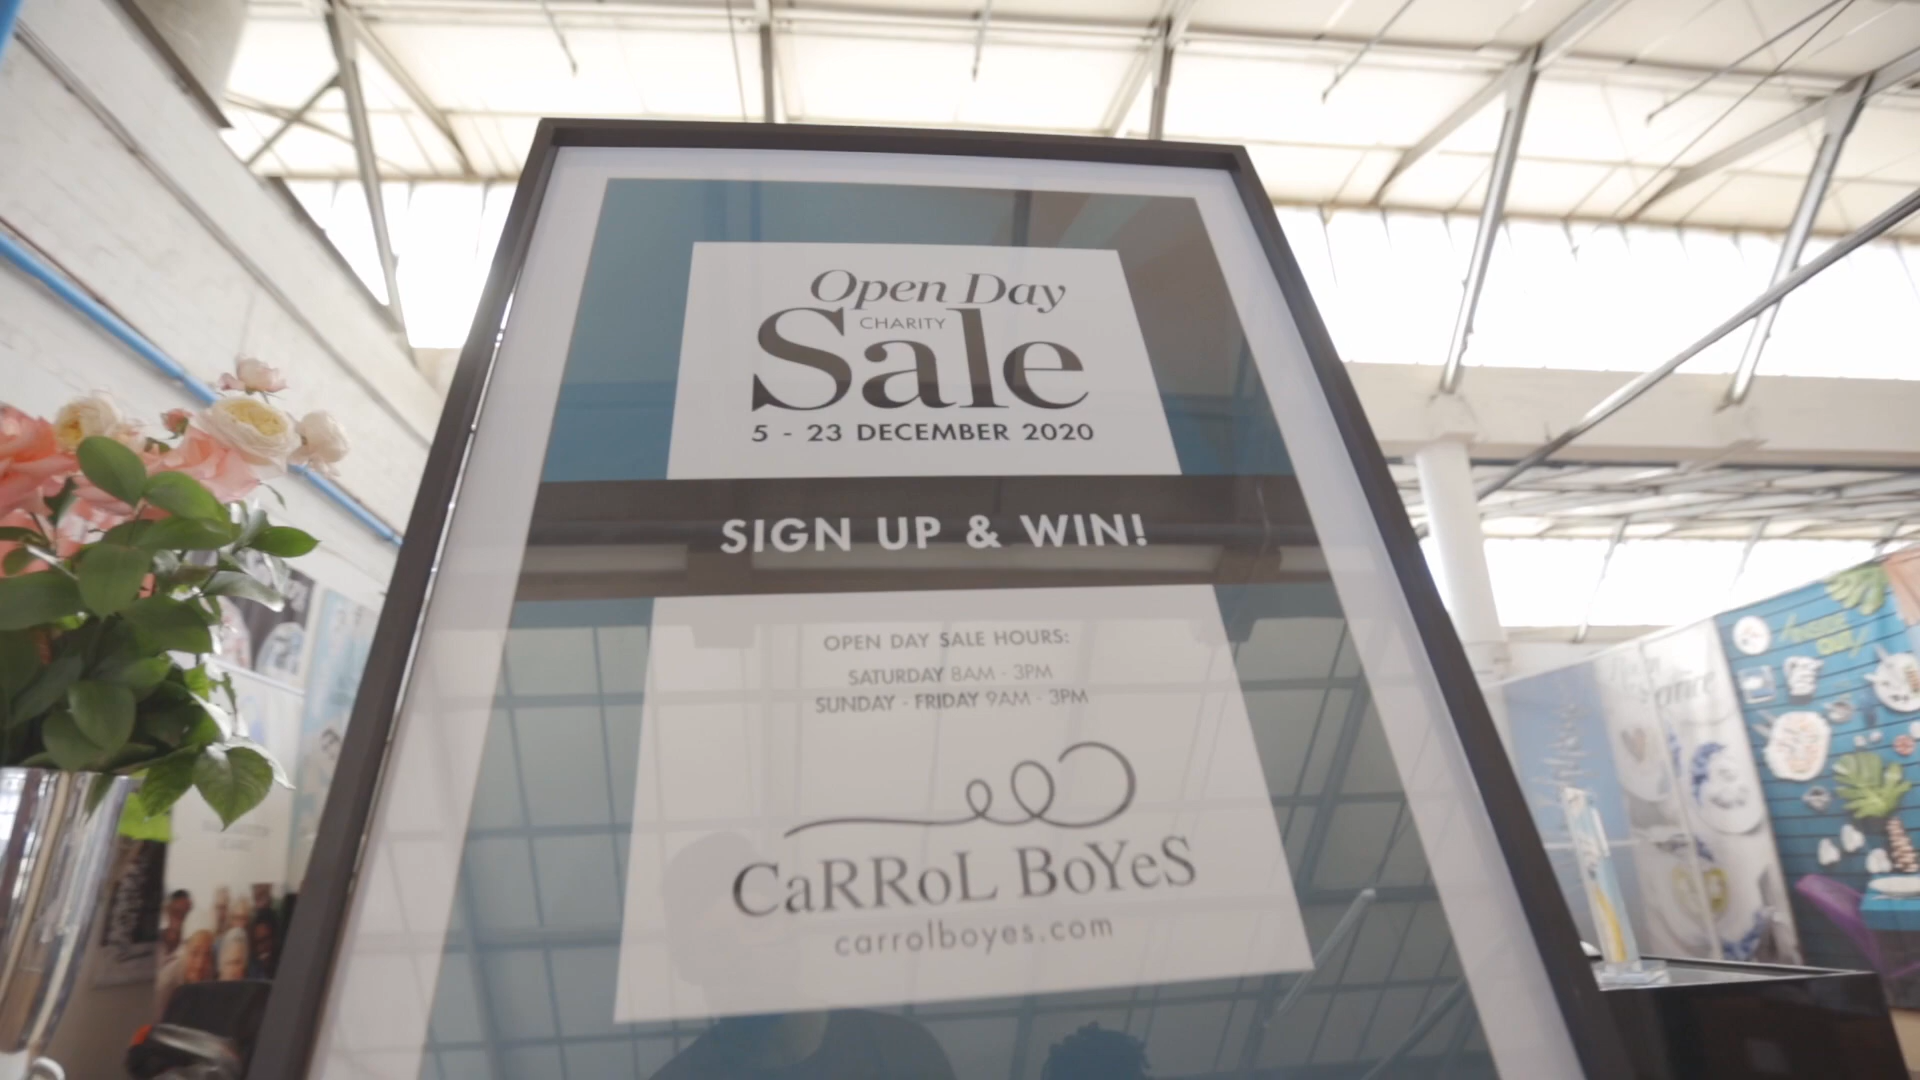 Open Day
CHARITY
Sale
5 - 23 DECEMBER 2020
SIGN UP & WIN!
OPEN DAY SALE HOURS:
SATURDAY 8AM - 3PM
SUNDAY - FRIDAY 9AM - 3PM
CaRRoL BoYeS
carrolboyes.com